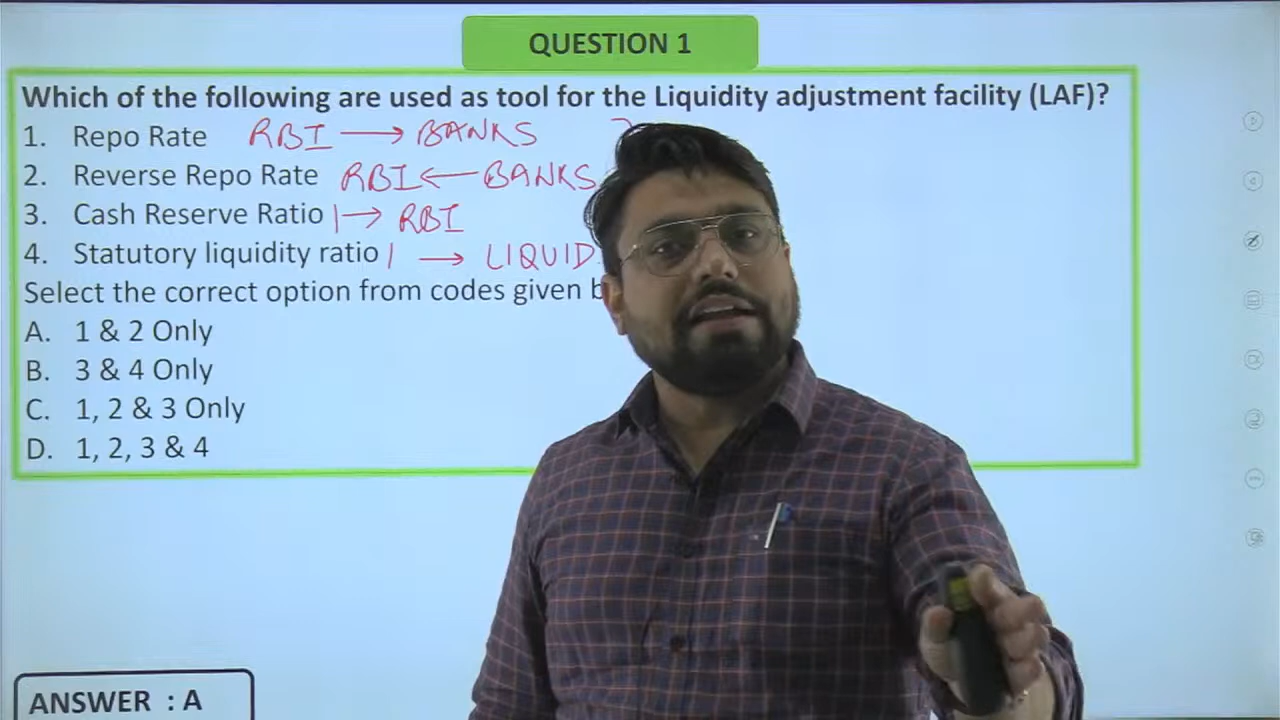 QUESTION 1
Which of the following are used as tool for the Liquidity adjustment facility (LAF)?
1. Repo Rate RBI → BANKS
2. Reverse Repo Rate RBI ← BANKS
3. Cash Reserve Ratio | → RBI
4. Statutory liquidity ratio | → LIQUID
Select the correct option from codes given b
A. 1 & 2 Only
B. 3 & 4 Only
C. 1, 2 & 3 Only
D. 1, 2, 3 & 4
ANSWER : A